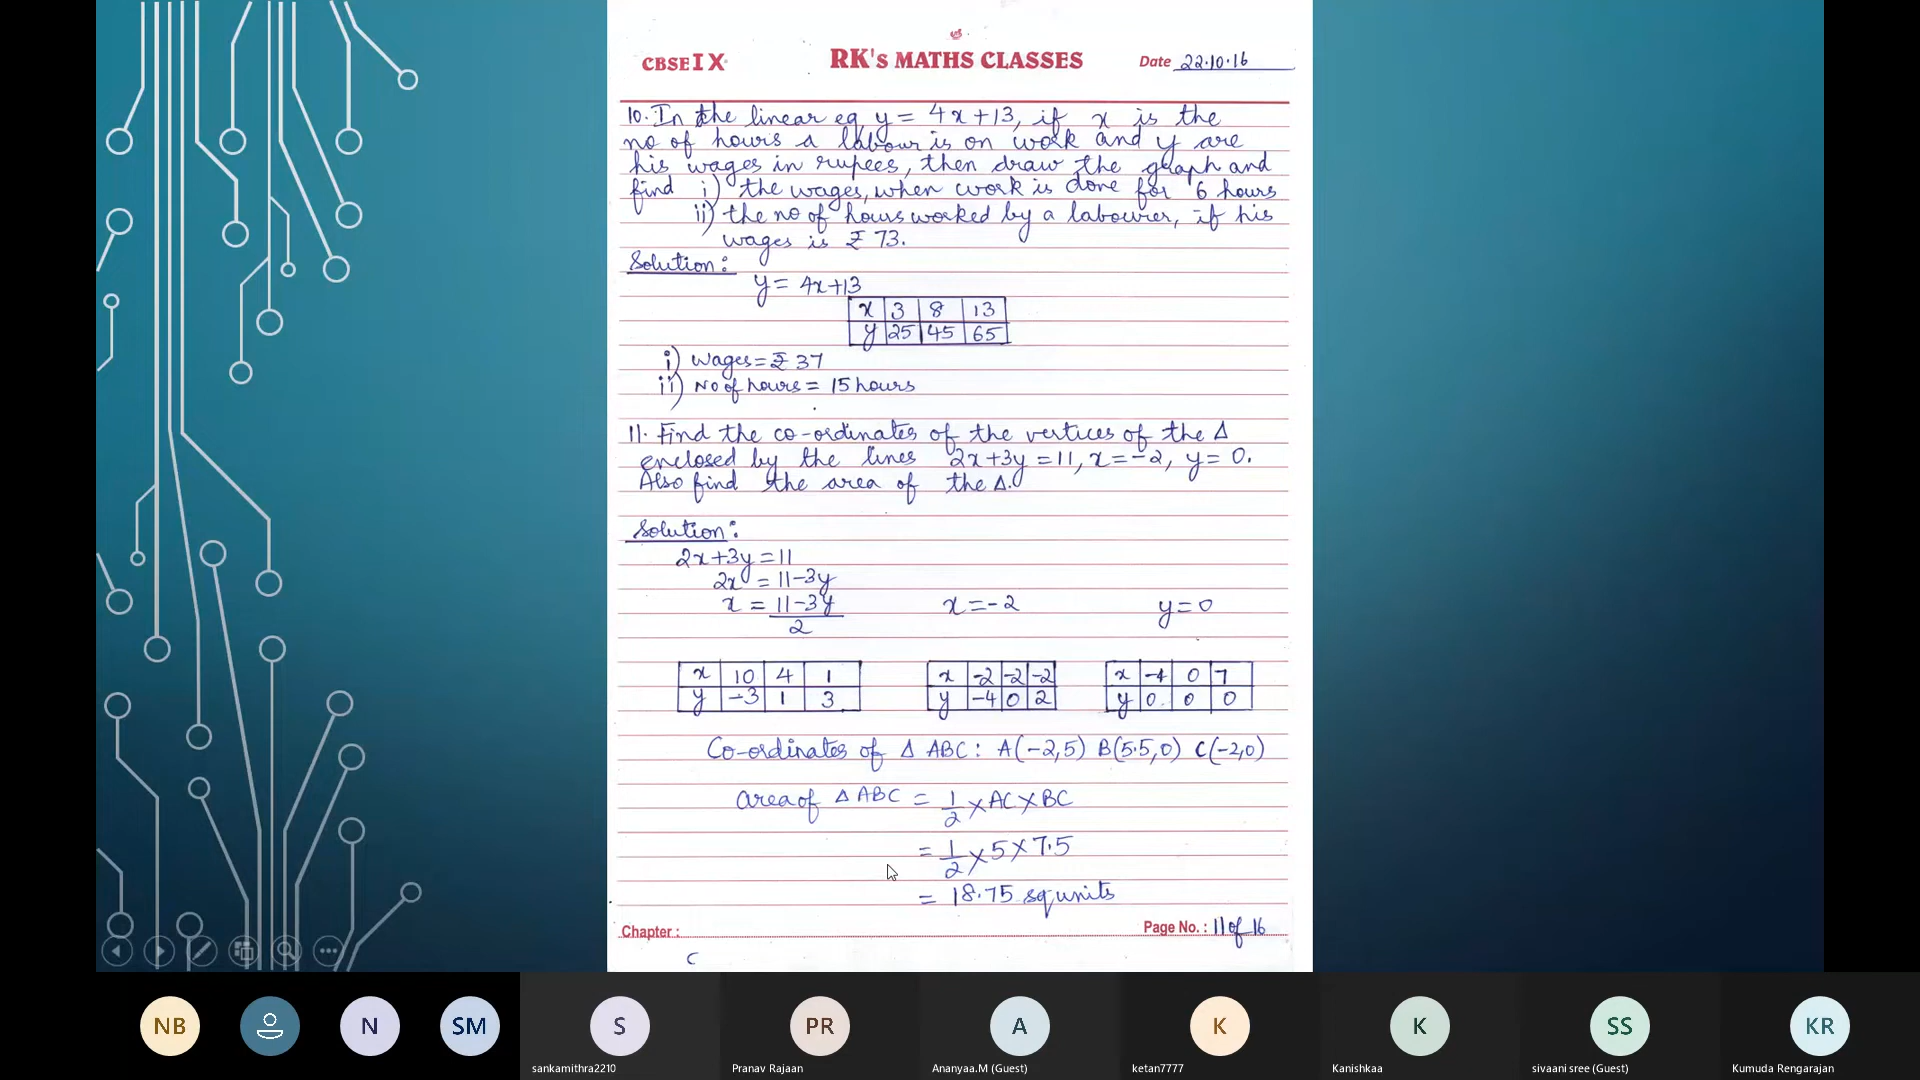 CBSE IX RK's MATHS CLASSES Date 22.10.16
10. In the linear eq y = 4x+13, if x is the
no of hours a labour is on work and y are
his wages in rupees, then draw the graph and
find i) the wages, when work is done for 6 hours
ii) the no of hours worked by a labourer, if his
wages is ₹ 73.
Solution:
y = 4x+13
x 3 8 13
y 25 45 65
i) wages = ₹ 37
ii) No of hours = 15 hours
11. Find the co-ordinates of the vertices of the Δ
enclosed by the lines 2x+3y = 11, x = -2, y = 0.
Also find the area of the Δ.
Solution:
2x+3y = 11
2x = 11-3y
x = 11-3y x = -2 y = 0
2
x 10 4 1 x -2 -2 -2 x -4 0 7
y -3 1 3 y -4 0 2 y 0 0 0
Co-ordinates of Δ ABC: A(-2,5) B(5.5,0) C(-2,0)
area of Δ ABC = 1/2 × AC × BC
= 1/2 × 5 × 7.5
= 18.75 sq units
Chapter : Page No. : 11 of 16
NB N SM S PR A K K SS KR
sankamithra2210 Pranav Rajaan Ananyaa.M (Guest) ketan7777 Kanishkaa sivaani sree (Guest) Kumuda Rengarajan